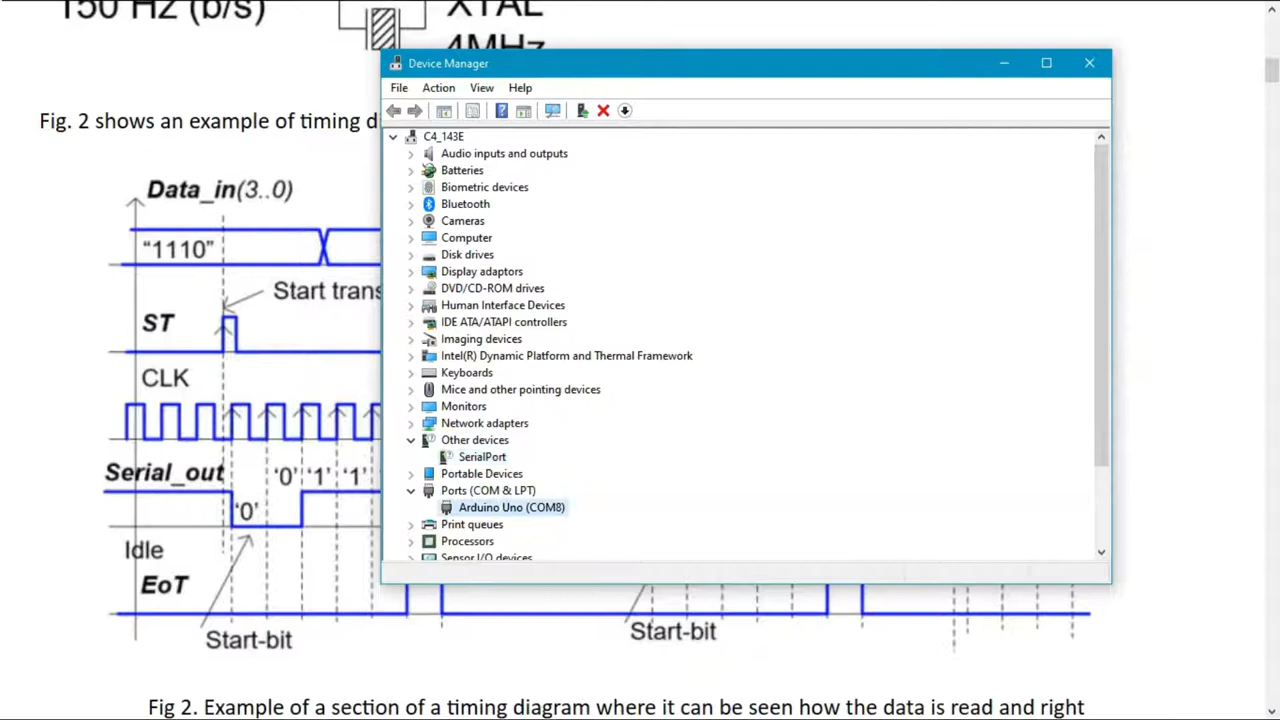 150 Hz (b/s)
XTAL
4MHz
Fig. 2 shows an example of timing d
Data_in(3..0)
“1110”
Start trans
ST
CLK
Serial_out
‘0’ ‘1’ ‘1’
‘0’
Idle
EoT
Start-bit
Start-bit
Fig 2. Example of a section of a timing diagram where it can be seen how the data is read and right
Device Manager
File Action View Help
C4_143E
Audio inputs and outputs
Batteries
Biometric devices
Bluetooth
Cameras
Computer
Disk drives
Display adaptors
DVD/CD-ROM drives
Human Interface Devices
IDE ATA/ATAPI controllers
Imaging devices
Intel(R) Dynamic Platform and Thermal Framework
Keyboards
Mice and other pointing devices
Monitors
Network adapters
Other devices
SerialPort
Portable Devices
Ports (COM & LPT)
Arduino Uno (COM8)
Print queues
Processors
Sensor I/O devices